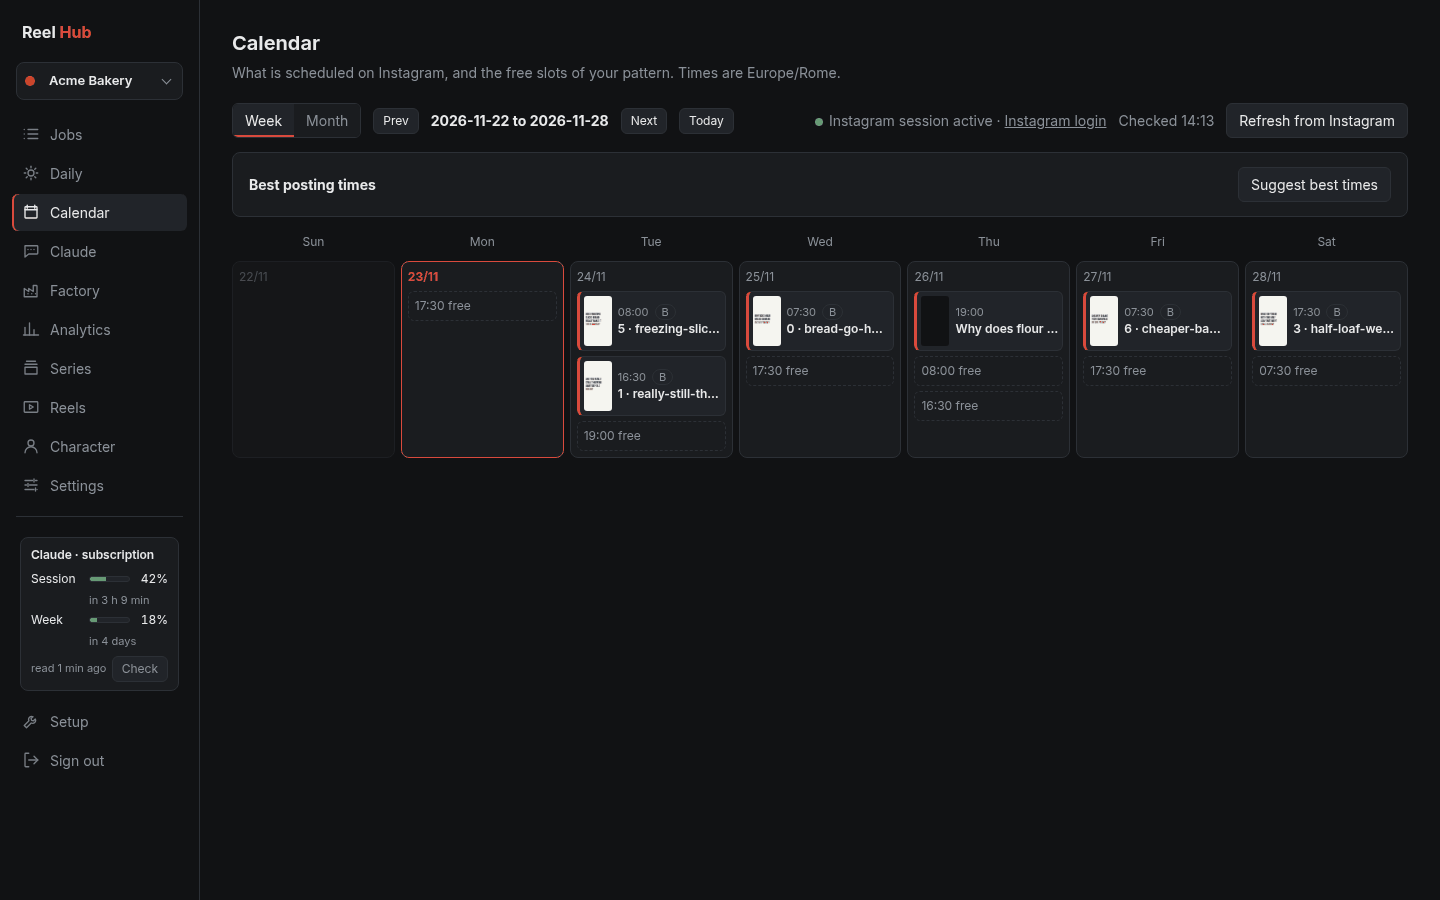 Reel Hub
Acme Bakery
Jobs
Daily
Calendar
Claude
Factory
Analytics
Series
Reels
Character
Settings
Claude · subscription
Session 42%
in 3 h 9 min
Week 18%
in 4 days
read 1 min ago Check
Setup
Sign out
Calendar
What is scheduled on Instagram, and the free slots of your pattern. Times are Europe/Rome.
Week Month Prev 2026-11-22 to 2026-11-28 Next Today Instagram session active · Instagram login Checked 14:13 Refresh from Instagram
Best posting times Suggest best times
Sun Mon Tue Wed Thu Fri Sat
22/11
23/11
17:30 free
24/11
08:00 B
5 · freezing-slic...
16:30 B
1 · really-still-th...
19:00 free
25/11
07:30 B
0 · bread-go-h...
17:30 free
26/11
19:00
Why does flour ...
08:00 free
16:30 free
27/11
07:30 B
6 · cheaper-ba...
17:30 free
28/11
17:30 B
3 · half-loaf-we...
07:30 free